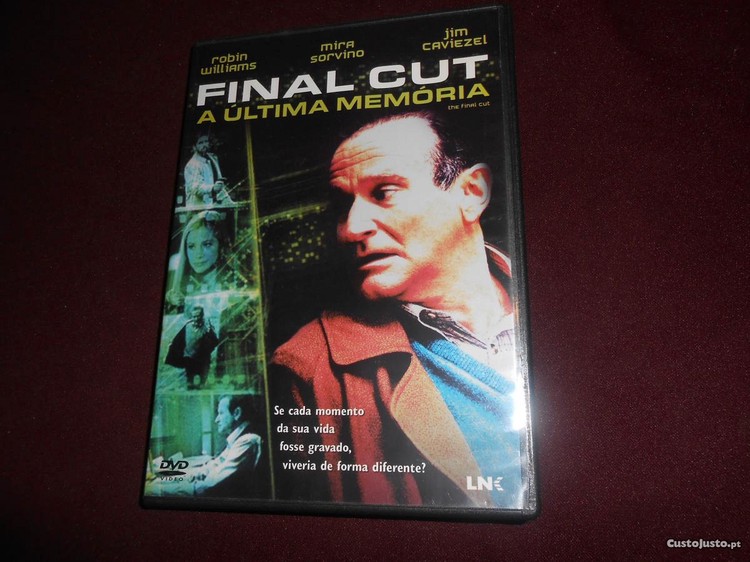 robin
williams
mira
sorvino
jim
caviezel
FINAL CUT
A ÚLTIMA MEMÓRIA
the final cut
Se cada momento
da sua vida
fosse gravado,
viveria de forma diferente?
DVD
VIDEO
LNK
CustoJusto.pt